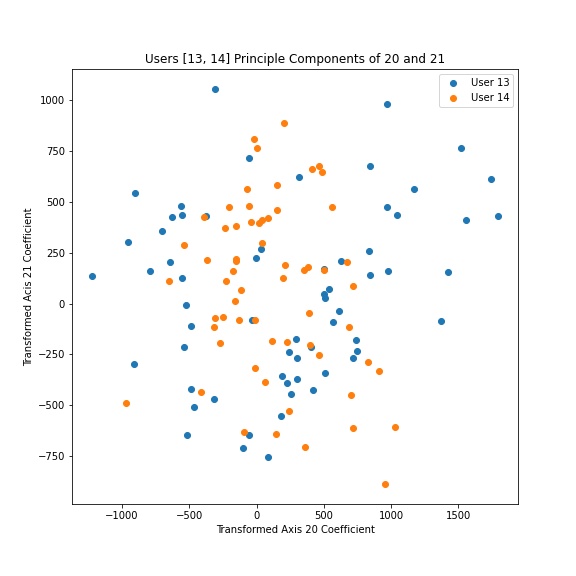 Users [13, 14] Principle Components of 20 and 21
User 13
User 14
Transformed Acis 21 Coefficient
1000
750
500
250
0
−250
−500
−750
−1000
−500
0
500
1000
1500
Transformed Axis 20 Coefficient